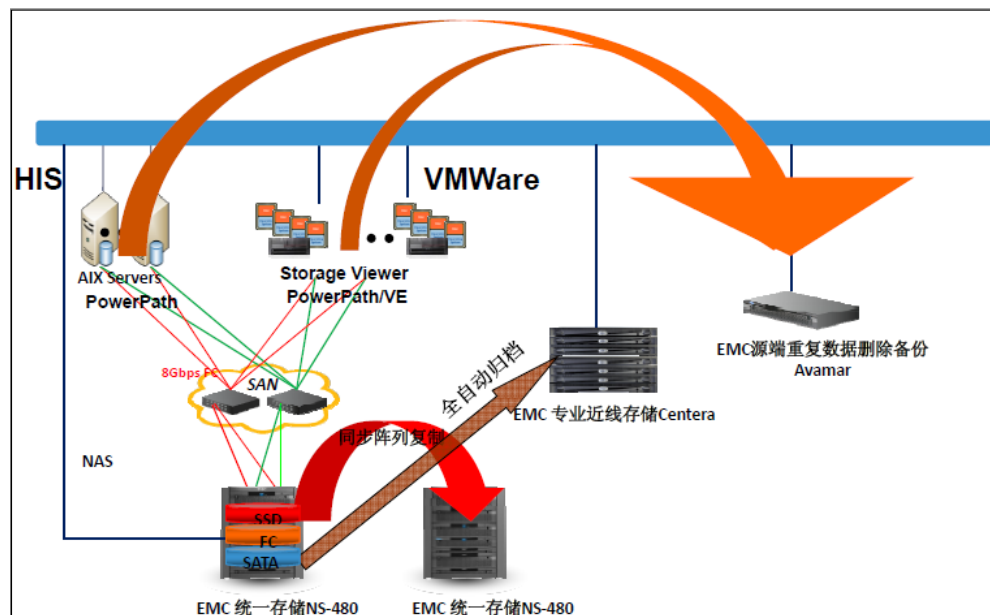 HIS
VMWare
AIX Servers
PowerPath
Storage Viewer
PowerPath/VE
EMC源端重复数据删除备份
Avamar
8Gbps FC
SAN
全自动归档
EMC 专业近线存储Centera
同步阵列复制
NAS
SSD
FC
SATA
EMC 统一存储NS-480
EMC 统一存储NS-480